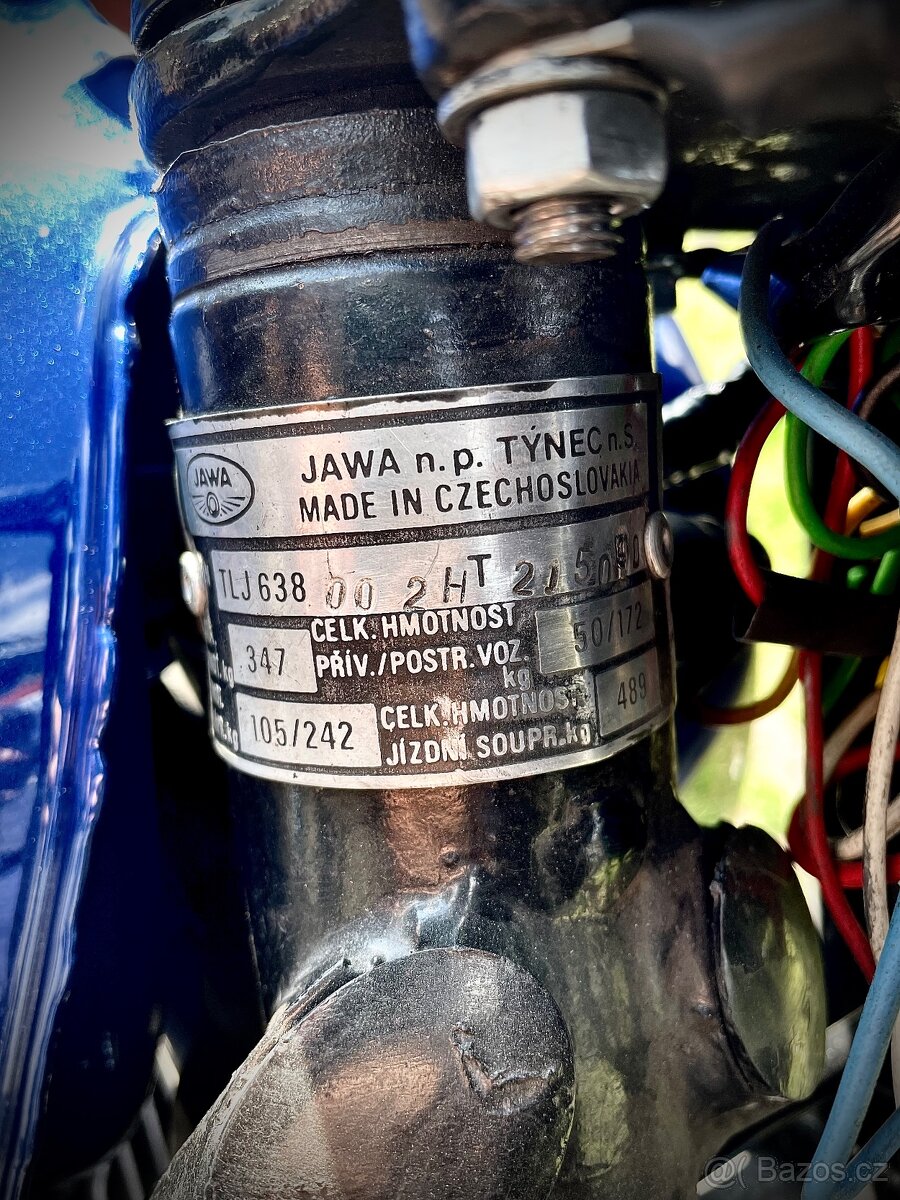 JAWA
JAWA n.p. TÝNEC n.S.
MADE IN CZECHOSLOVAKIA
TLJ 638 00 2HT
347
CELK. HMOTNOST
PŘÍV./POSTR.VOZ.
kg
50/172
105/242
CELK.HMOTNOST
JÍZDNÍ SOUPR.kg
489
Bazos.cz